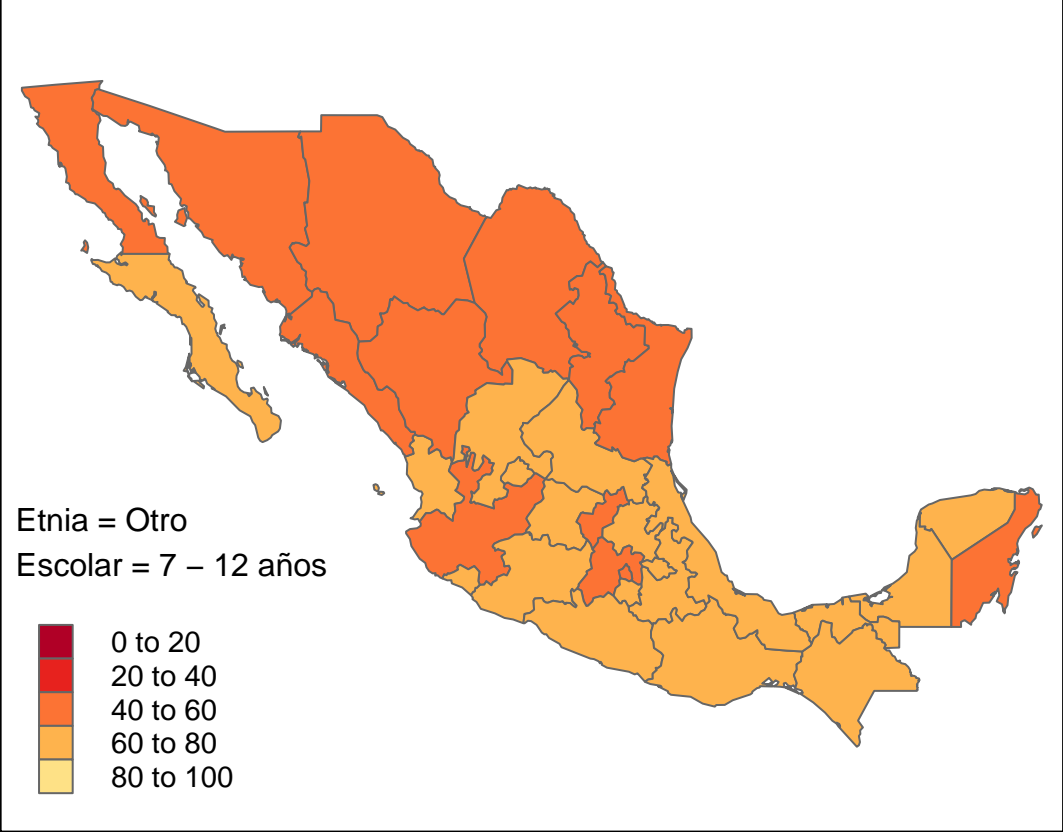 Etnia = Otro
Escolar = 7 – 12 años
0 to 20
20 to 40
40 to 60
60 to 80
80 to 100